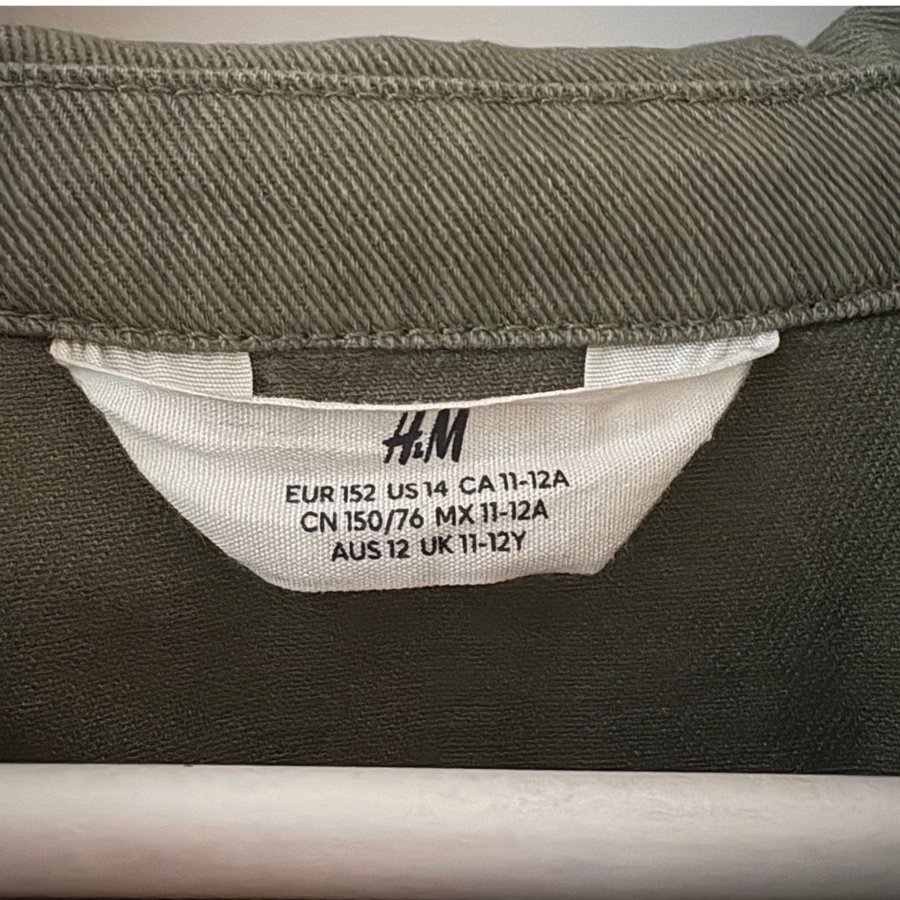 H&M
EUR 152 US 14 CA 11-12A
CN 150/76 MX 11-12A
AUS 12 UK 11-12Y